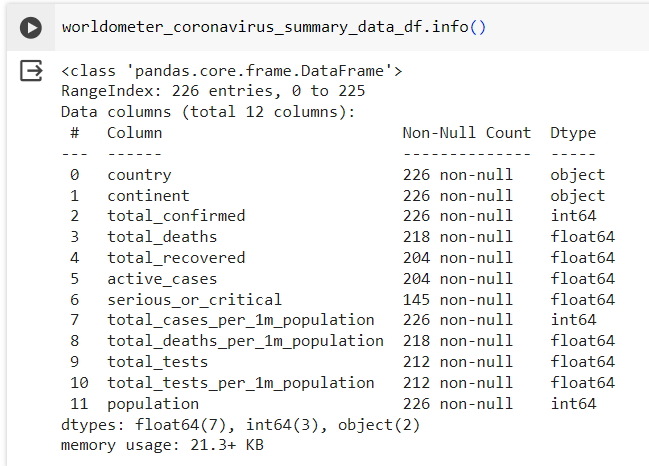 worldometer_coronavirus_summary_data_df.info()
<class 'pandas.core.frame.DataFrame'>
RangeIndex: 226 entries, 0 to 225
Data columns (total 12 columns):
 #   Column                        Non-Null Count  Dtype
---  ------                        --------------  -----
 0   country                       226 non-null    object
 1   continent                     226 non-null    object
 2   total_confirmed               226 non-null    int64
 3   total_deaths                  218 non-null    float64
 4   total_recovered               204 non-null    float64
 5   active_cases                  204 non-null    float64
 6   serious_or_critical           145 non-null    float64
 7   total_cases_per_1m_population   226 non-null    int64
 8   total_deaths_per_1m_population  218 non-null    float64
 9   total_tests                   212 non-null    float64
 10  total_tests_per_1m_population   212 non-null    float64
 11  population                    226 non-null    int64
dtypes: float64(7), int64(3), object(2)
memory usage: 21.3+ KB